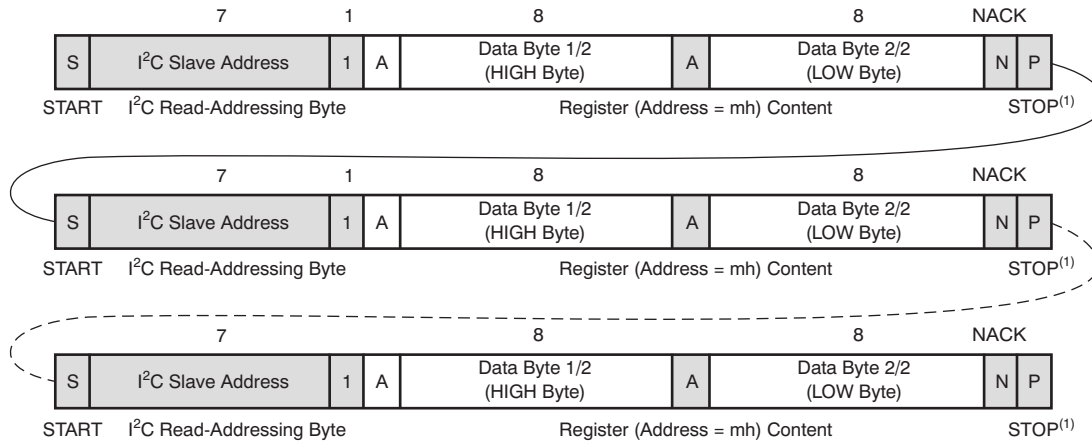 7 1 8 8 NACK
S I²C Slave Address 1 A Data Byte 1/2 (HIGH Byte) A Data Byte 2/2 (LOW Byte) N P
START I²C Read-Addressing Byte Register (Address = mh) Content STOP(1)
7 1 8 8 NACK
S I²C Slave Address 1 A Data Byte 1/2 (HIGH Byte) A Data Byte 2/2 (LOW Byte) N P
START I²C Read-Addressing Byte Register (Address = mh) Content STOP(1)
7 1 8 8 NACK
S I²C Slave Address 1 A Data Byte 1/2 (HIGH Byte) A Data Byte 2/2 (LOW Byte) N P
START I²C Read-Addressing Byte Register (Address = mh) Content STOP(1)